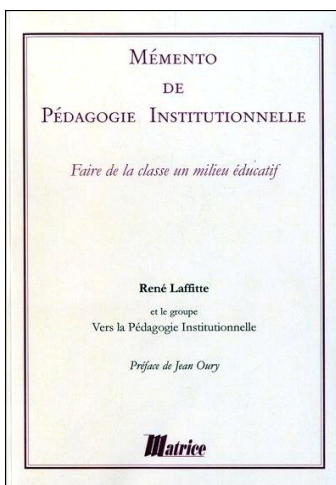 MÉMENTO
DE
PÉDAGOGIE INSTITUTIONNELLE
Faire de la classe un milieu éducatif
René Laffitte
et le groupe
Vers la Pédagogie Institutionnelle
Préface de Jean Oury
Matrice